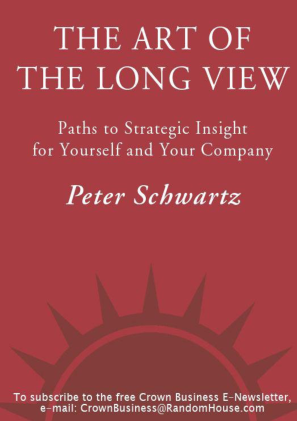 THE ART OF
THE LONG VIEW
Paths to Strategic Insight
for Yourself and Your Company
Peter Schwartz
To subscribe to the free Crown Business E-Newsletter,
e-mail: CrownBusiness@RandomHouse.com